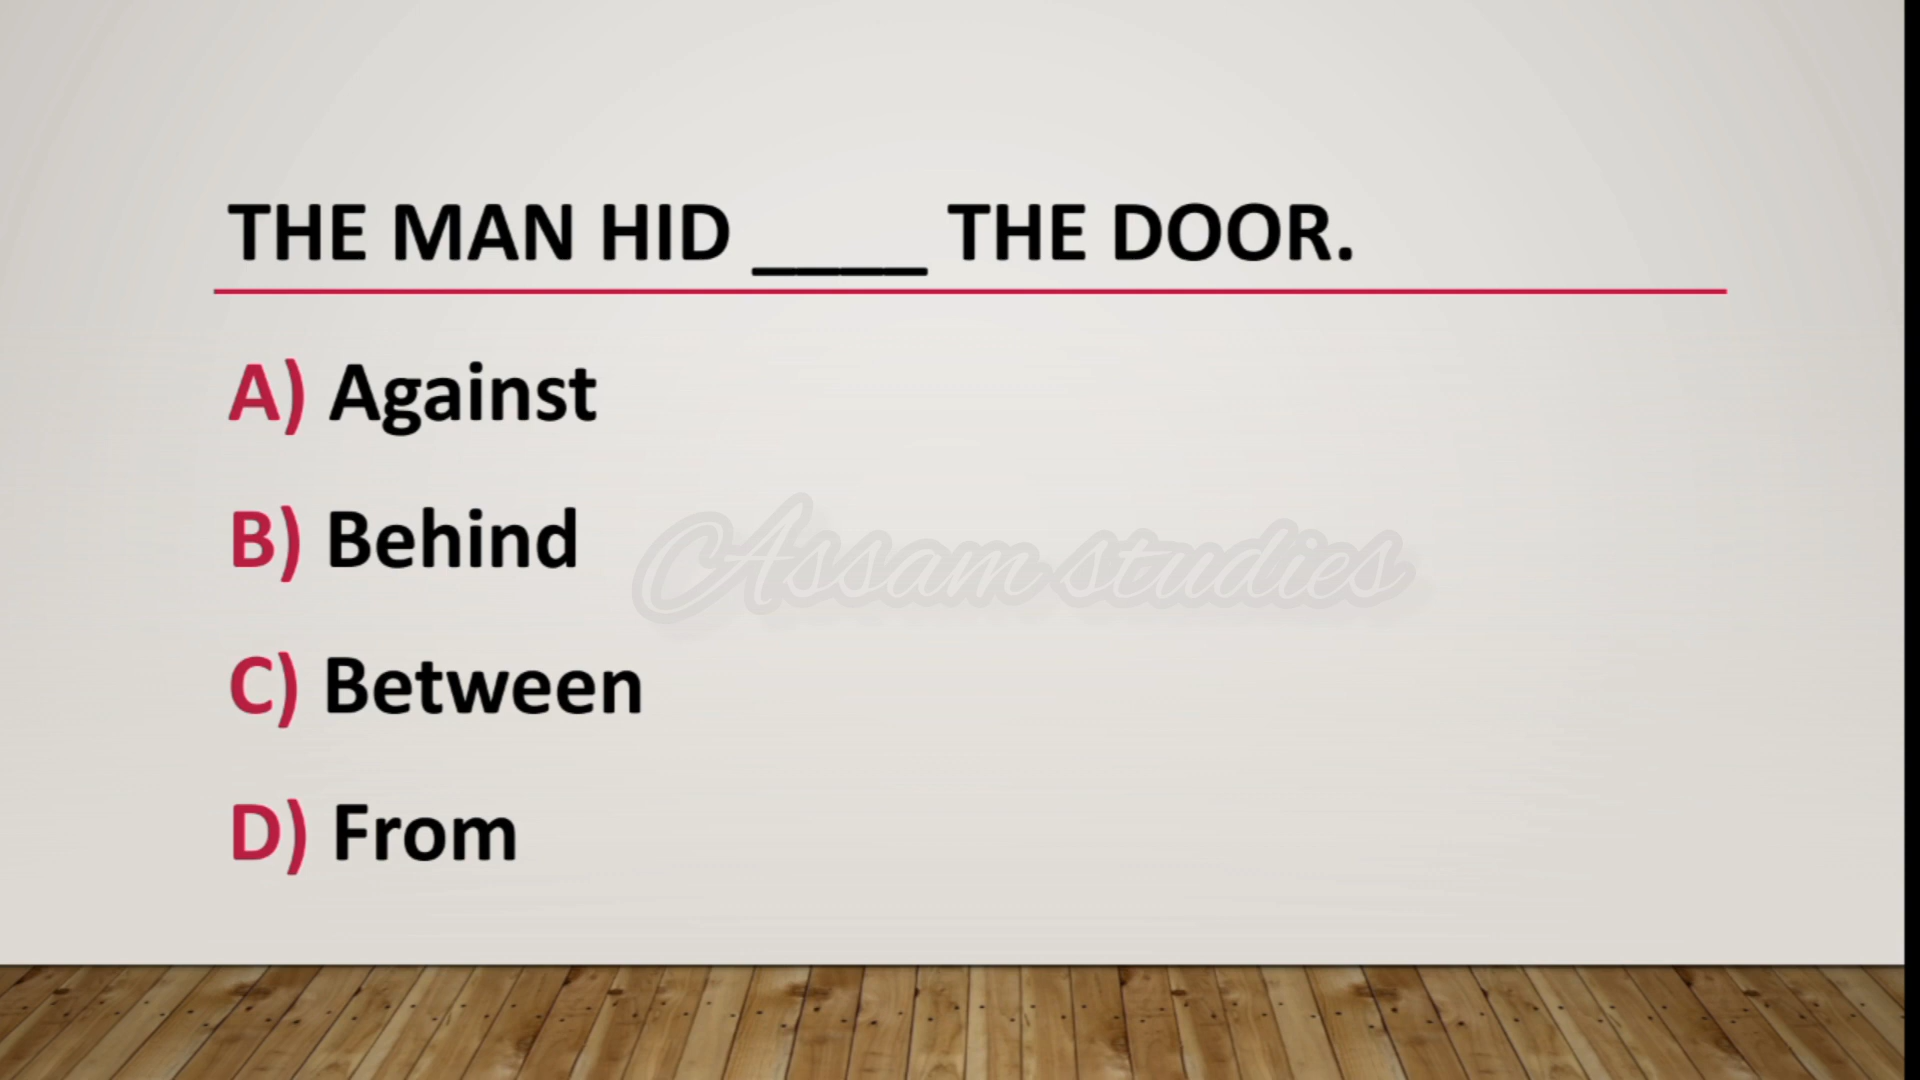 THE MAN HID ____ THE DOOR.
A) Against
B) Behind
Assam studies
C) Between
D) From